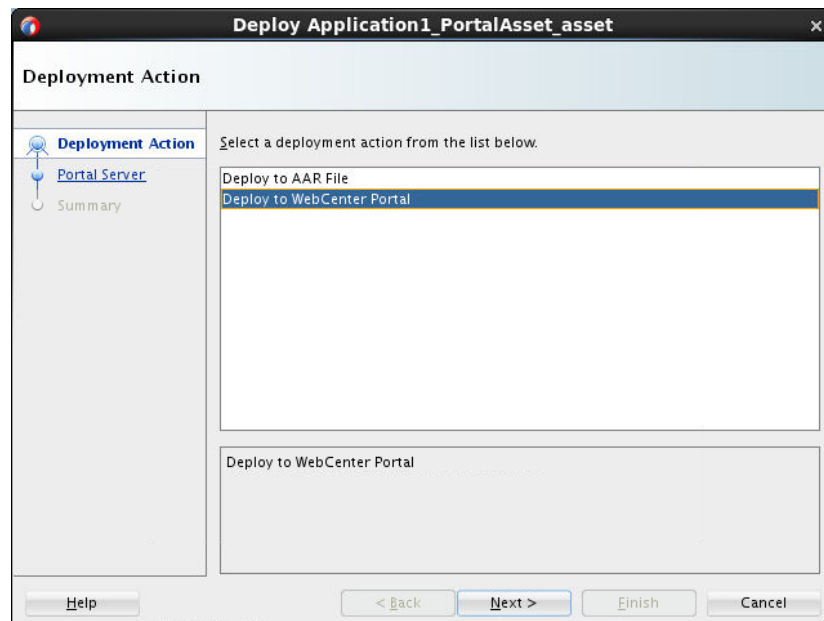 Deploy Application1_PortalAsset_asset
Deployment Action
Deployment Action
Portal Server
Summary
Select a deployment action from the list below.
Deploy to AAR File
Deploy to WebCenter Portal
Deploy to WebCenter Portal
Help
< Back
Next >
Finish
Cancel